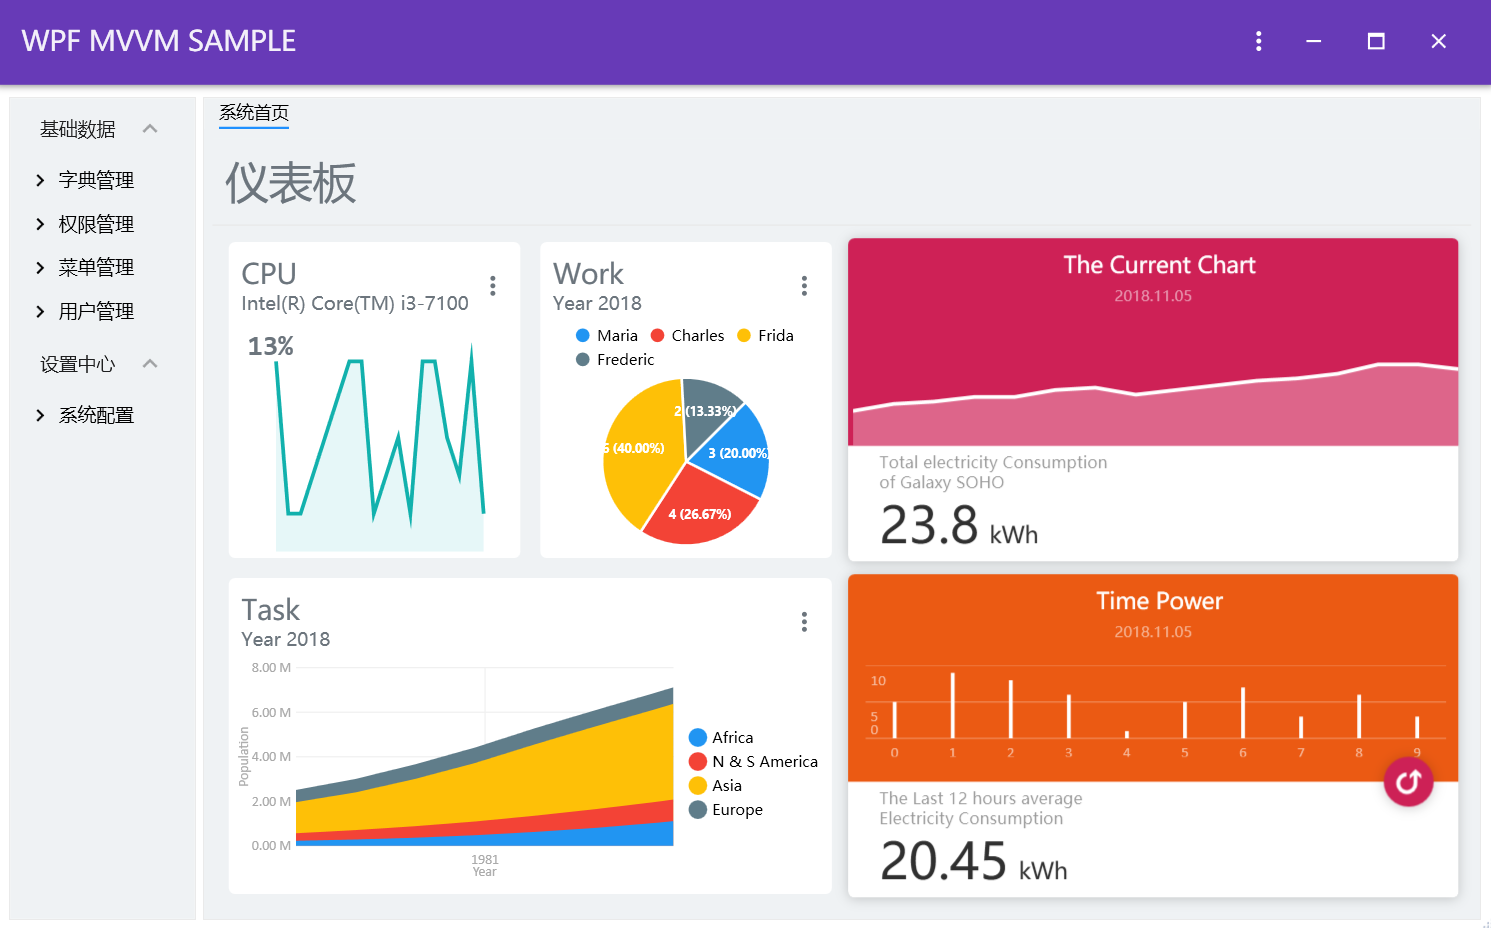 WPF MVVM SAMPLE
基础数据
字典管理
权限管理
菜单管理
用户管理
设置中心
系统配置
系统首页
仪表板
CPU
Intel(R) Core(TM) i3-7100
13%
Work
Year 2018
Maria Charles Frida
Frederic
2 (13.33%)
(40.00%)
3 (20.00%)
4 (26.67%)
The Current Chart
2018.11.05
Total electricity Consumption
of Galaxy SOHO
23.8 kWh
Task
Year 2018
8.00 M
6.00 M
4.00 M
2.00 M
0.00 M
Population
1981
Year
Africa
N & S America
Asia
Europe
Time Power
2018.11.05
10
5
0
0 1 2 3 4 5 6 7 8 9
The Last 12 hours average
Electricity Consumption
20.45 kWh